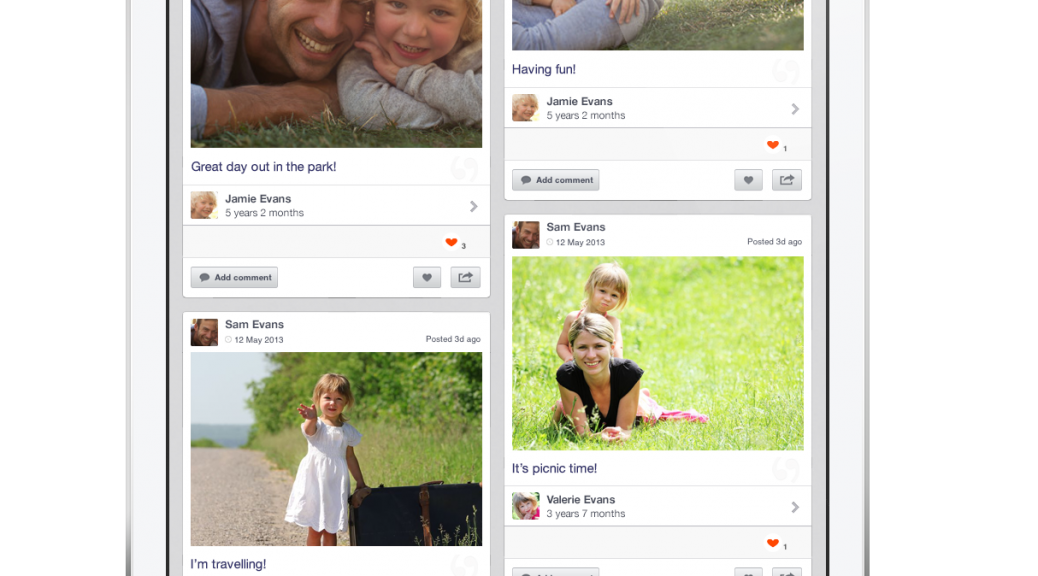 Great day out in the park!
Jamie Evans
5 years 2 months
3
Add comment
Sam Evans
12 May 2013
Posted 3d ago
I'm travelling!
Having fun!
Jamie Evans
5 years 2 months
1
Add comment
Sam Evans
12 May 2013
Posted 3d ago
It's picnic time!
Valerie Evans
3 years 7 months
1